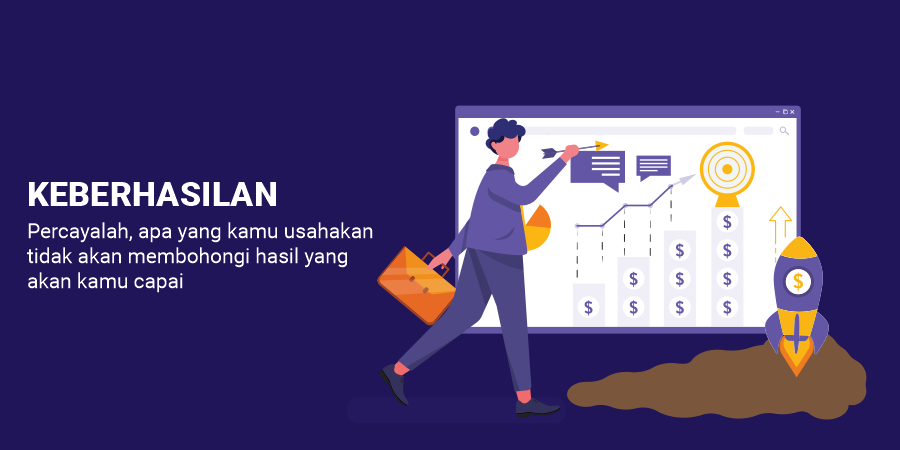 KEBERHASILAN
Percayalah, apa yang kamu usahakan
tidak akan membohongi hasil yang
akan kamu capai
$
$
$
$
$
$
$
$
$
$
$